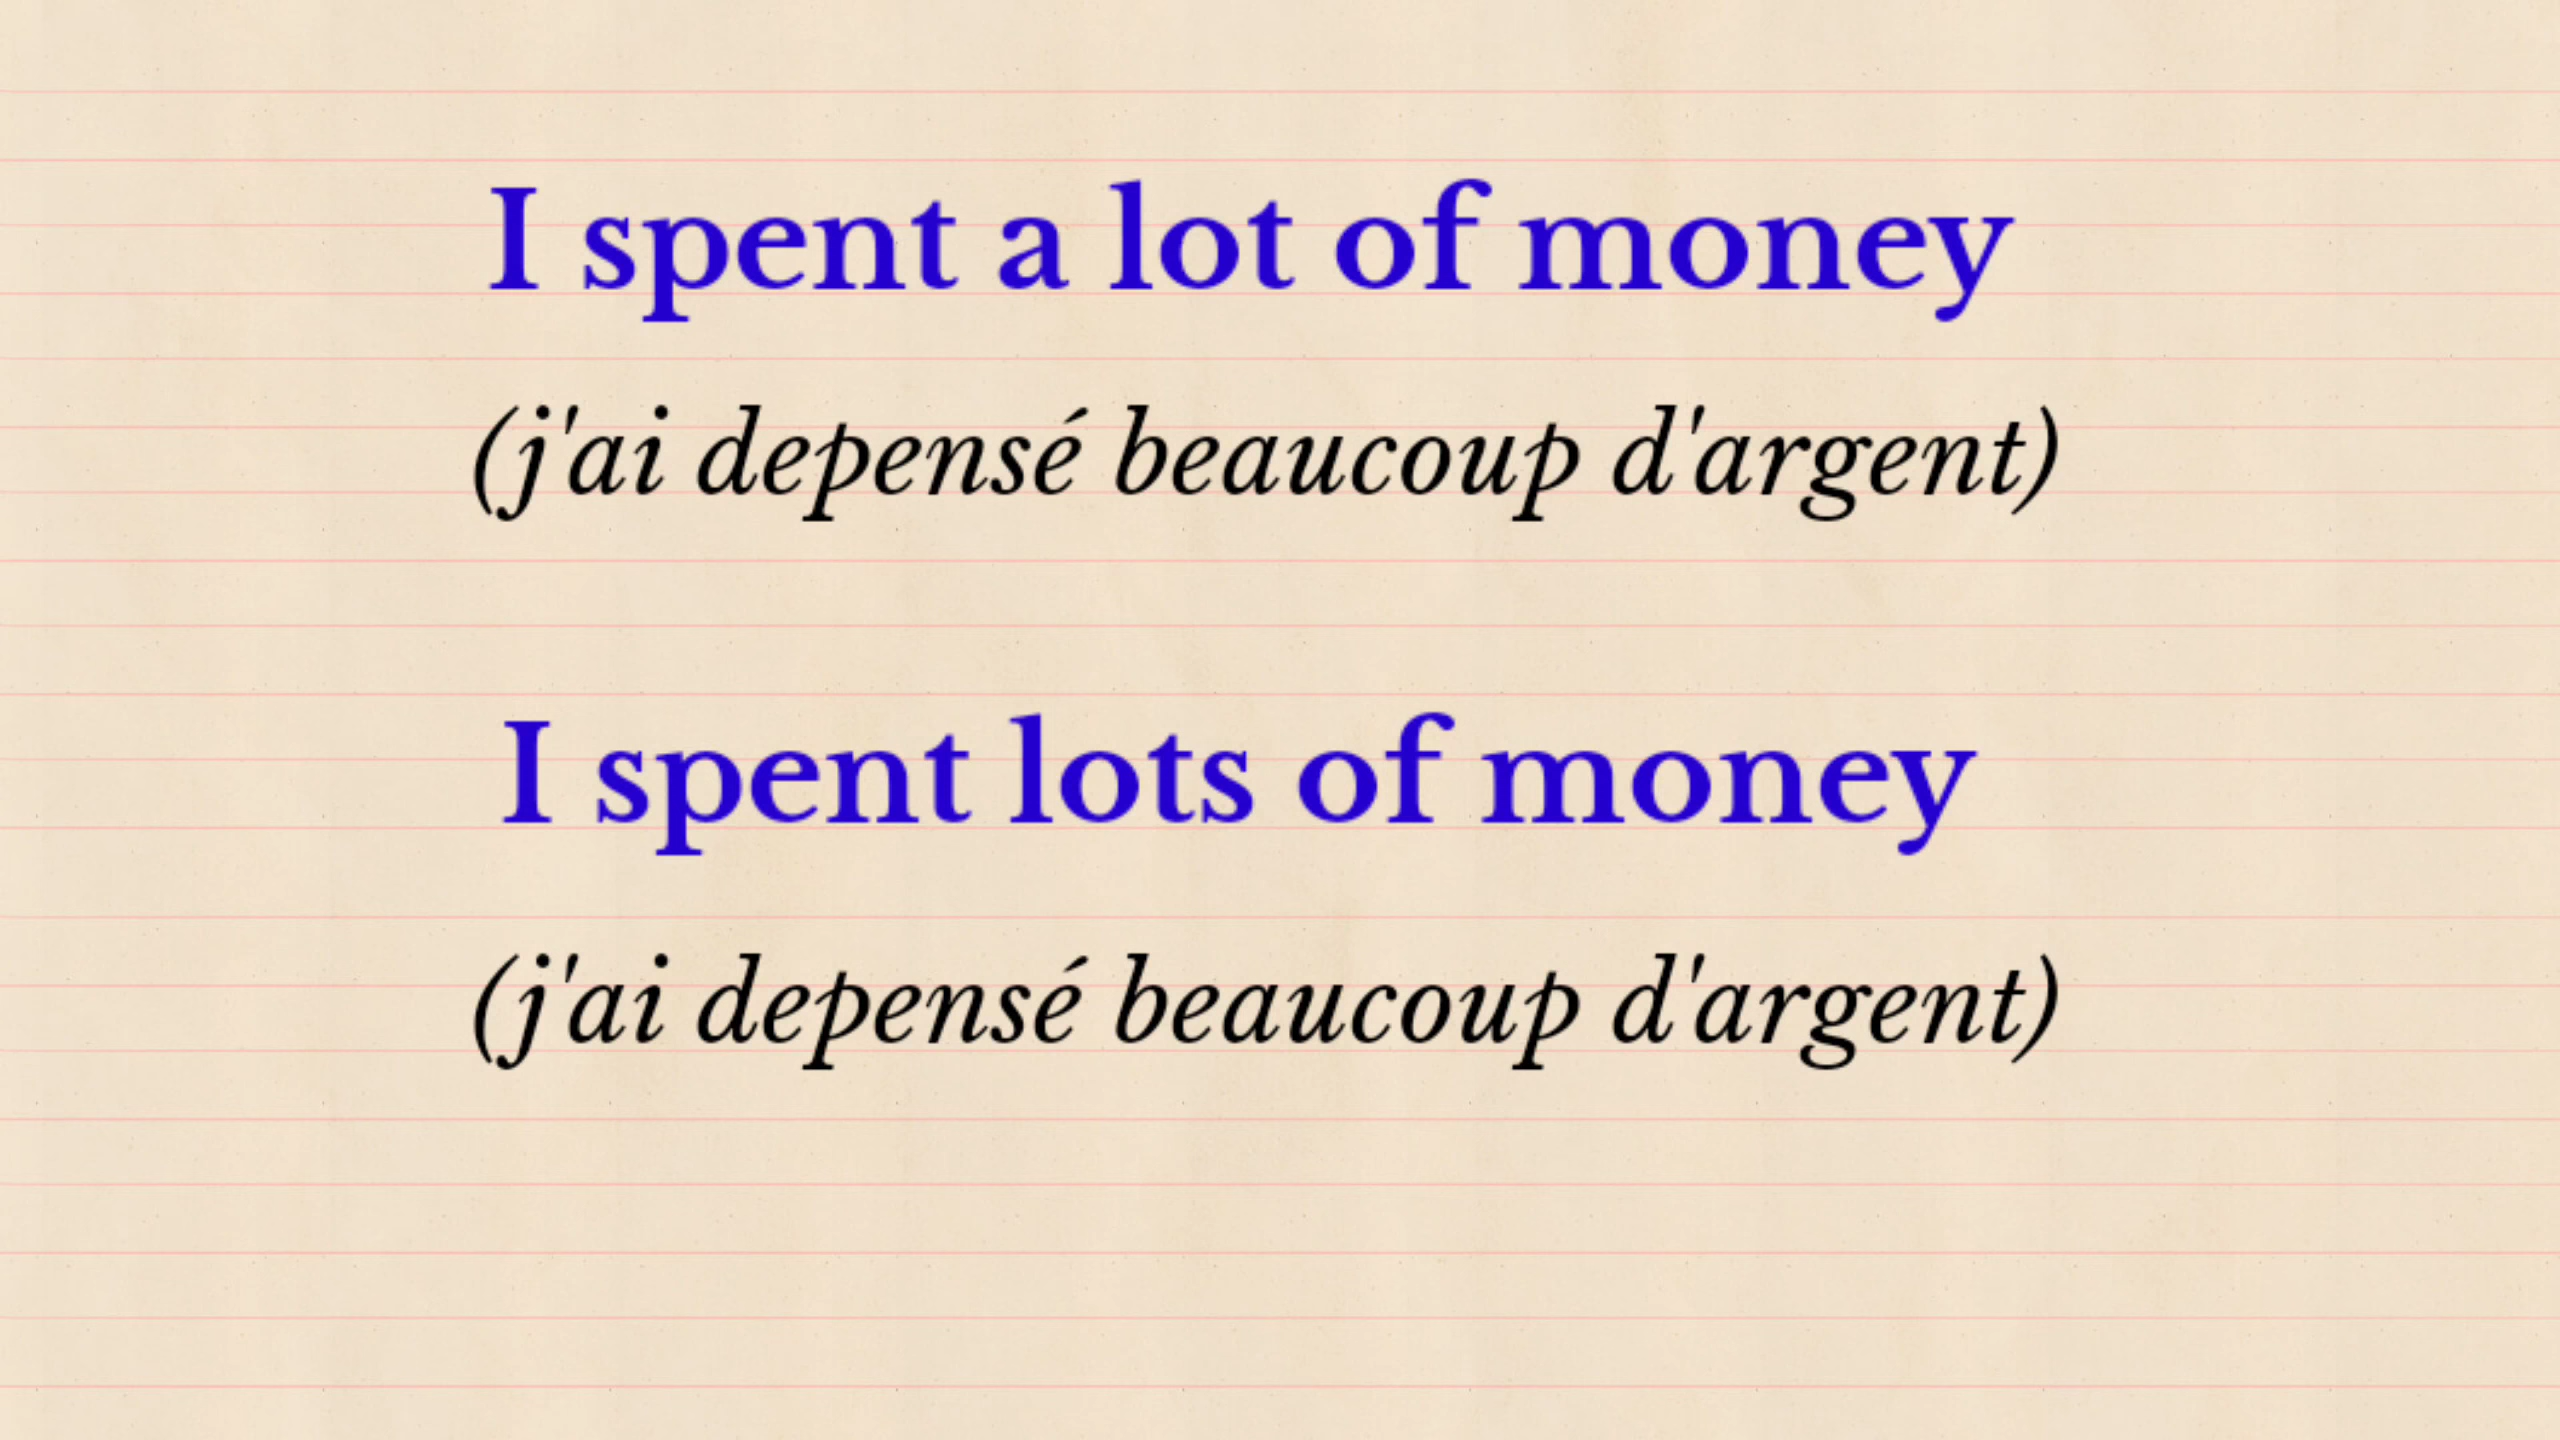 I spent a lot of money
(j'ai depensé beaucoup d'argent)
I spent lots of money
(j'ai depensé beaucoup d'argent)